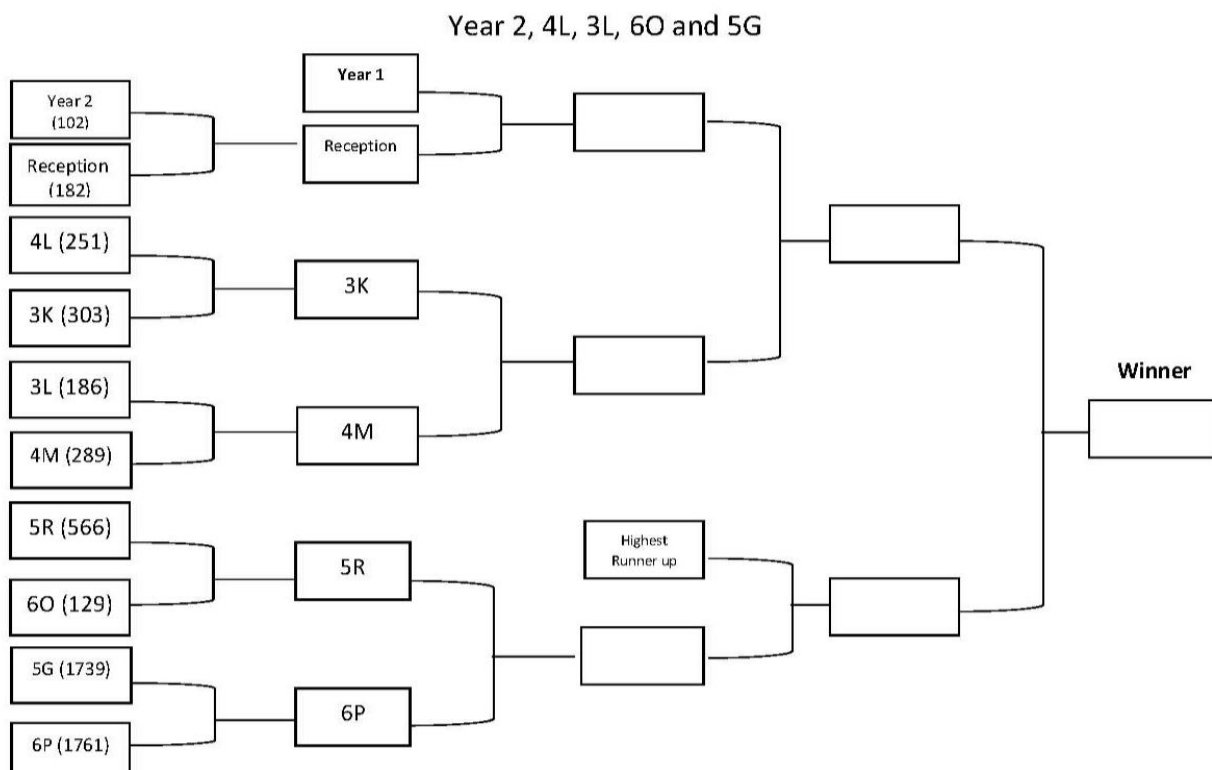 Year 2, 4L, 3L, 6O and 5G
Year 2
(102)
Reception
(182)
4L (251)
3K (303)
3L (186)
4M (289)
5R (566)
6O (129)
5G (1739)
6P (1761)
Year 1
Reception
3K
4M
5R
6P
Highest
Runner up
Winner